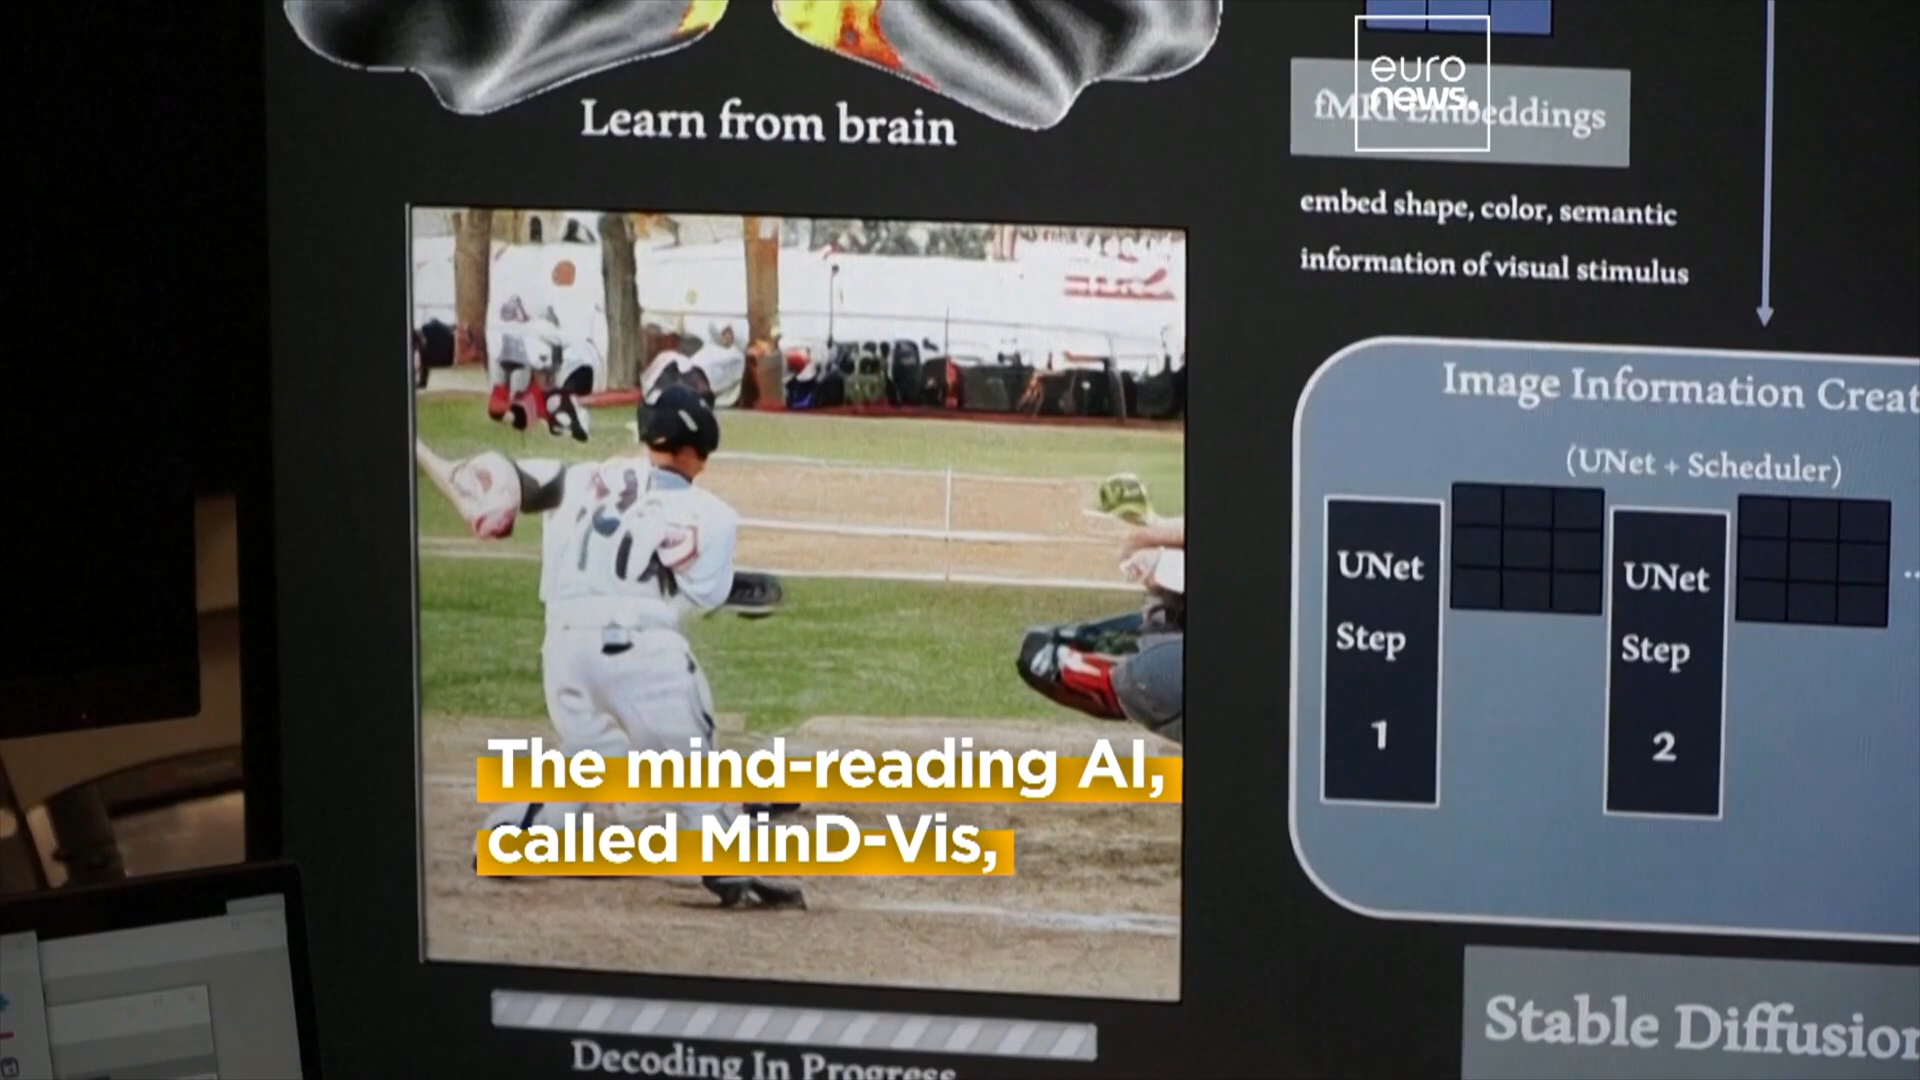 euro
news.
Learn from brain
fMRI Embeddings
embed shape, color, semantic
information of visual stimulus
Image Information Creat
(UNet + Scheduler)
UNet
Step
1
UNet
Step
2
The mind-reading AI,
called MinD-Vis,
Stable Diffusion
Decoding In Progress